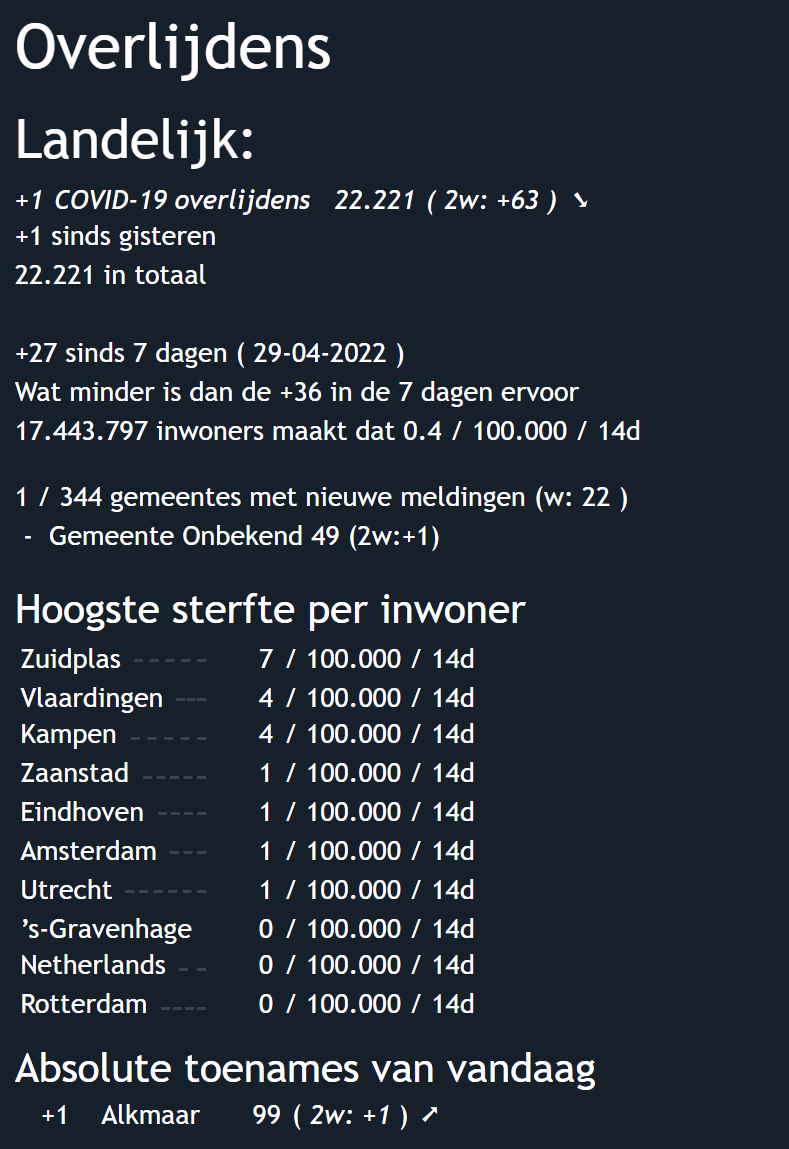 Overlijdens
Landelijk:
+1 COVID-19 overlijdens 22.221 ( 2w: +63 ) ➘
+1 sinds gisteren
22.221 in totaal
+27 sinds 7 dagen ( 29-04-2022 )
Wat minder is dan de +36 in de 7 dagen ervoor
17.443.797 inwoners maakt dat 0.4 / 100.000 / 14d
1 / 344 gemeentes met nieuwe meldingen (w: 22 )
- Gemeente Onbekend 49 (2w:+1)
Hoogste sterfte per inwoner
Zuidplas ----- 7 / 100.000 / 14d
Vlaardingen --- 4 / 100.000 / 14d
Kampen ----- 4 / 100.000 / 14d
Zaanstad ----- 1 / 100.000 / 14d
Eindhoven ---- 1 / 100.000 / 14d
Amsterdam --- 1 / 100.000 / 14d
Utrecht ------ 1 / 100.000 / 14d
’s-Gravenhage 0 / 100.000 / 14d
Netherlands -- 0 / 100.000 / 14d
Rotterdam ---- 0 / 100.000 / 14d
Absolute toenames van vandaag
+1 Alkmaar 99 ( 2w: +1 ) ➚